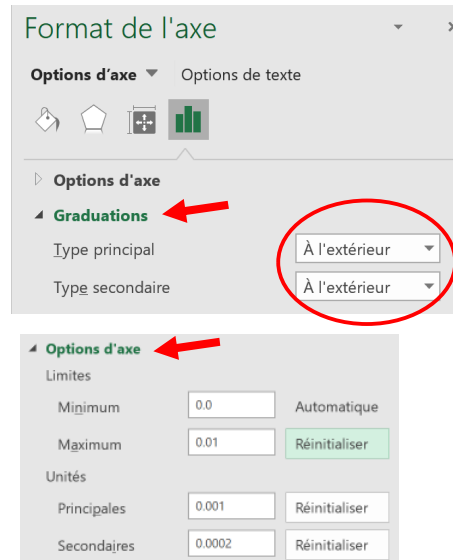 Format de l'axe
Options d'axe Options de texte
Options d'axe
Graduations
Type principal À l'extérieur
Type secondaire À l'extérieur
Options d'axe
Limites
Minimum 0.0 Automatique
Maximum 0.01 Réinitialiser
Unités
Principales 0.001 Réinitialiser
Secondaires 0.0002 Réinitialiser